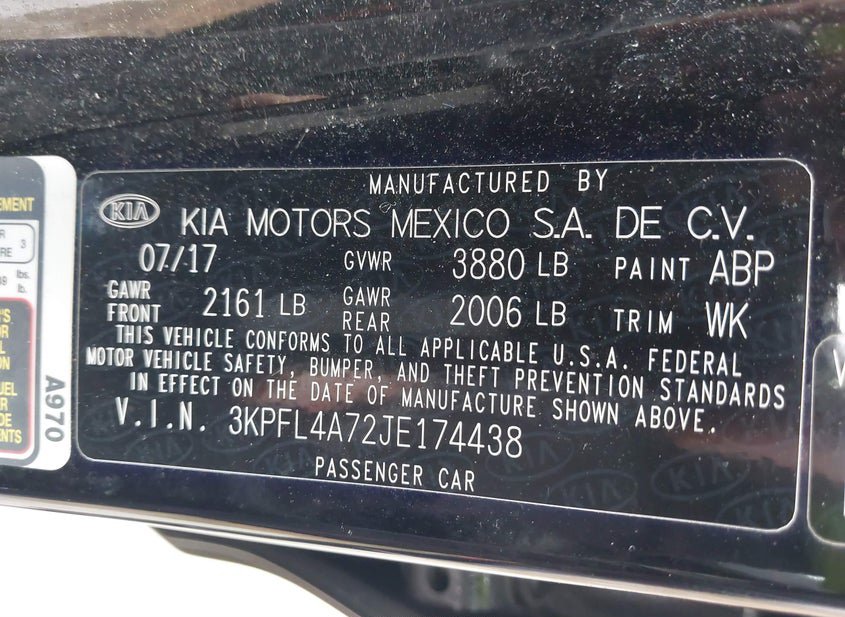 MANUFACTURED BY
KIA KIA MOTORS MEXICO S.A. DE C.V.
07/17 GVWR 3880 LB PAINT ABP
GAWR FRONT 2161 LB GAWR REAR 2006 LB TRIM WK
THIS VEHICLE CONFORMS TO ALL APPLICABLE U.S.A. FEDERAL
MOTOR VEHICLE SAFETY, BUMPER, AND THEFT PREVENTION STANDARDS
IN EFFECT ON THE DATE OF MANUFACTURE SHOWN ABOVE.
V.I.N. 3KPFL4A72JE174438
PASSENGER CAR
A970